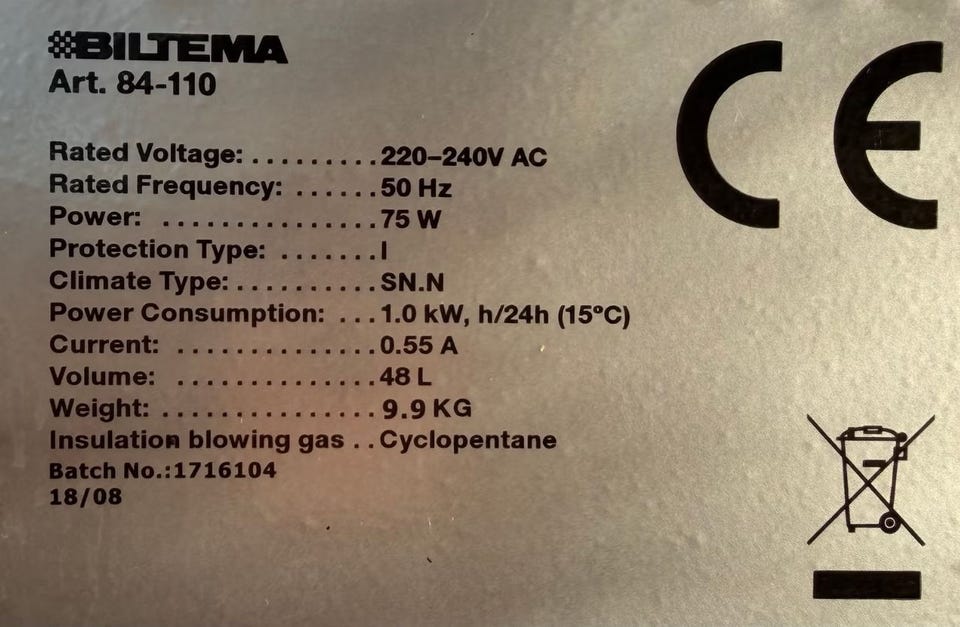 BILTEMA
Art. 84-110
Rated Voltage: . . . . . . . . . 220–240V AC
Rated Frequency: . . . . . . 50 Hz
Power: . . . . . . . . . . . . . . . 75 W
Protection Type: . . . . . . . I
Climate Type: . . . . . . . . . . SN.N
Power Consumption: . . . 1.0 kW, h/24h (15ºC)
Current: . . . . . . . . . . . . . . 0.55 A
Volume: . . . . . . . . . . . . . . 48 L
Weight: . . . . . . . . . . . . . . . 9.9 KG
Insulation blowing gas . . Cyclopentane
Batch No.:1716104
18/08
CE